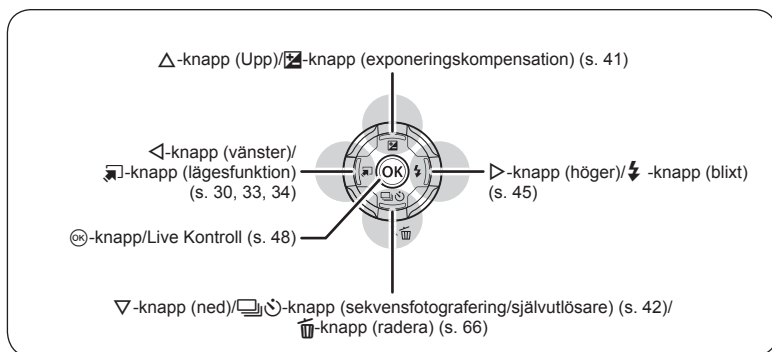 △-knapp (Upp)/-knapp (exponeringskompensation) (s. 41)
◁-knapp (vänster)/
-knapp (lägesfunktion)
(s. 30, 33, 34)
OK
▷-knapp (höger)/ -knapp (blixt)
(s. 45)
OK-knapp/Live Kontroll (s. 48)
▽-knapp (ned)/-knapp (sekvensfotografering/självutlösare) (s. 42)/
-knapp (radera) (s. 66)